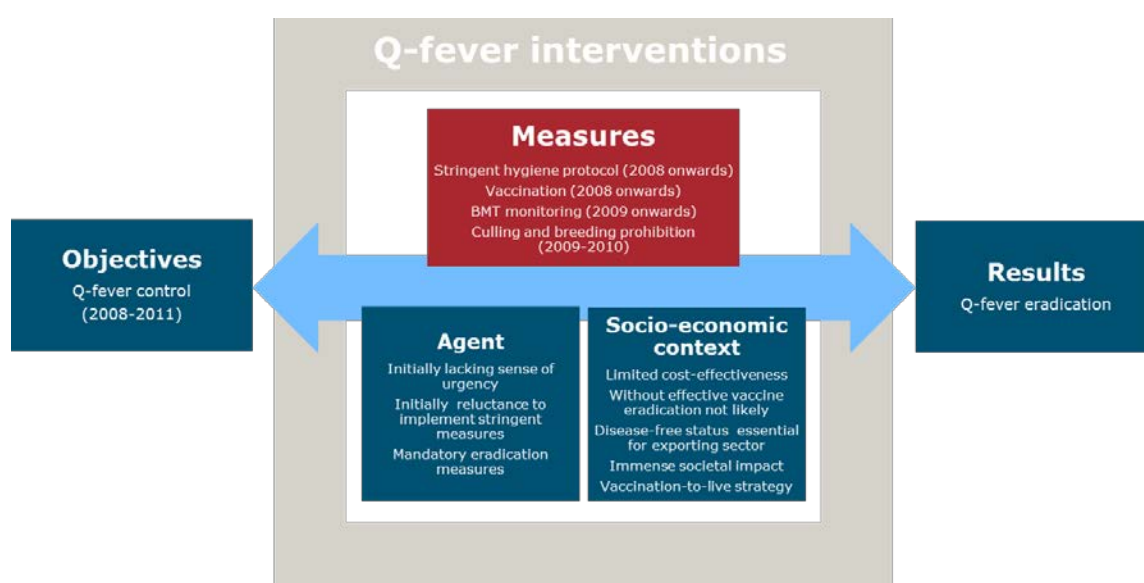 Q-fever interventions
Measures
Stringent hygiene protocol (2008 onwards)
Vaccination (2008 onwards)
BMT monitoring (2009 onwards)
Culling and breeding prohibition
(2009-2010)
Objectives
Q-fever control
(2008-2011)
Results
Q-fever eradication
Agent
Initially lacking sense of
urgency
Initially reluctance to
implement stringent
measures
Mandatory eradication
measures
Socio-economic
context
Limited cost-effectiveness
Without effective vaccine
eradication not likely
Disease-free status essential
for exporting sector
Immense societal impact
Vaccination-to-live strategy